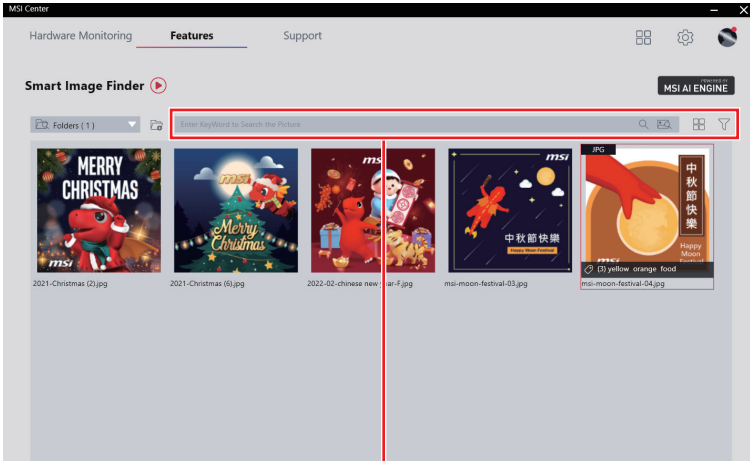 MSI Center
Hardware Monitoring
Features
Support
Smart Image Finder
POWERED BY
MSI AI ENGINE
Folders ( 1 )
Enter KeyWord to Search the Picture
MERRY
CHRISTMAS
msi
msi
Merry
Christmas
ms
msi
中秋節快樂
Happy Moon Festival
JPG
中
秋
節
快
樂
Happy
Moon
Festival
msi
(3) yellow orange food
2021-Christmas (2).jpg
2021-Christmas (6).jpg
2022-02-chinese new ar-F.jpg
msi-moon-festival-03.jpg
msi-moon-festival-04.jpg